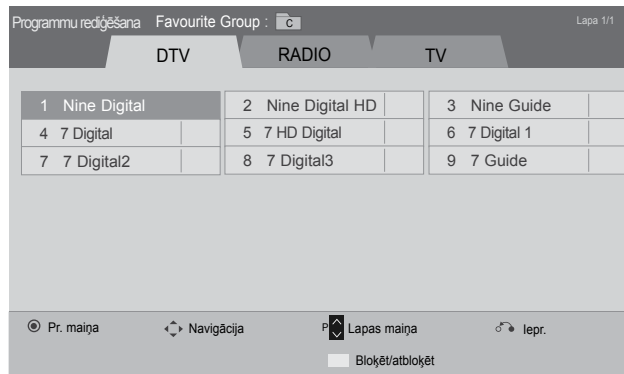 Programmu rediģēšana Favourite Group : C Lapa 1/1
DTV RADIO TV
1 Nine Digital 2 Nine Digital HD 3 Nine Guide
4 7 Digital 5 7 HD Digital 6 7 Digital 1
7 7 Digital2 8 7 Digital3 9 7 Guide
Pr. maiņa Navigācija P Lapas maiņa Iepr.
Bloķēt/atbloķēt